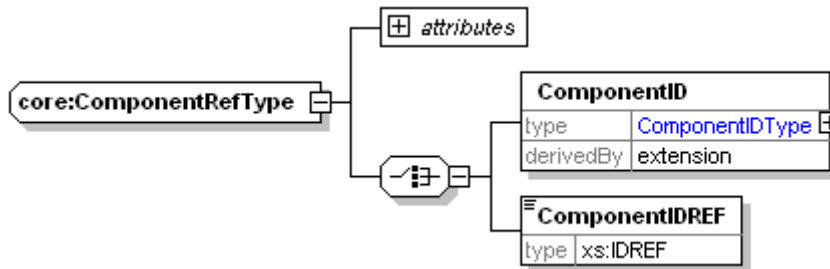 attributes
core:ComponentRefType
ComponentID
type ComponentIDType
derivedBy extension
ComponentIDREF
type xs:IDREF